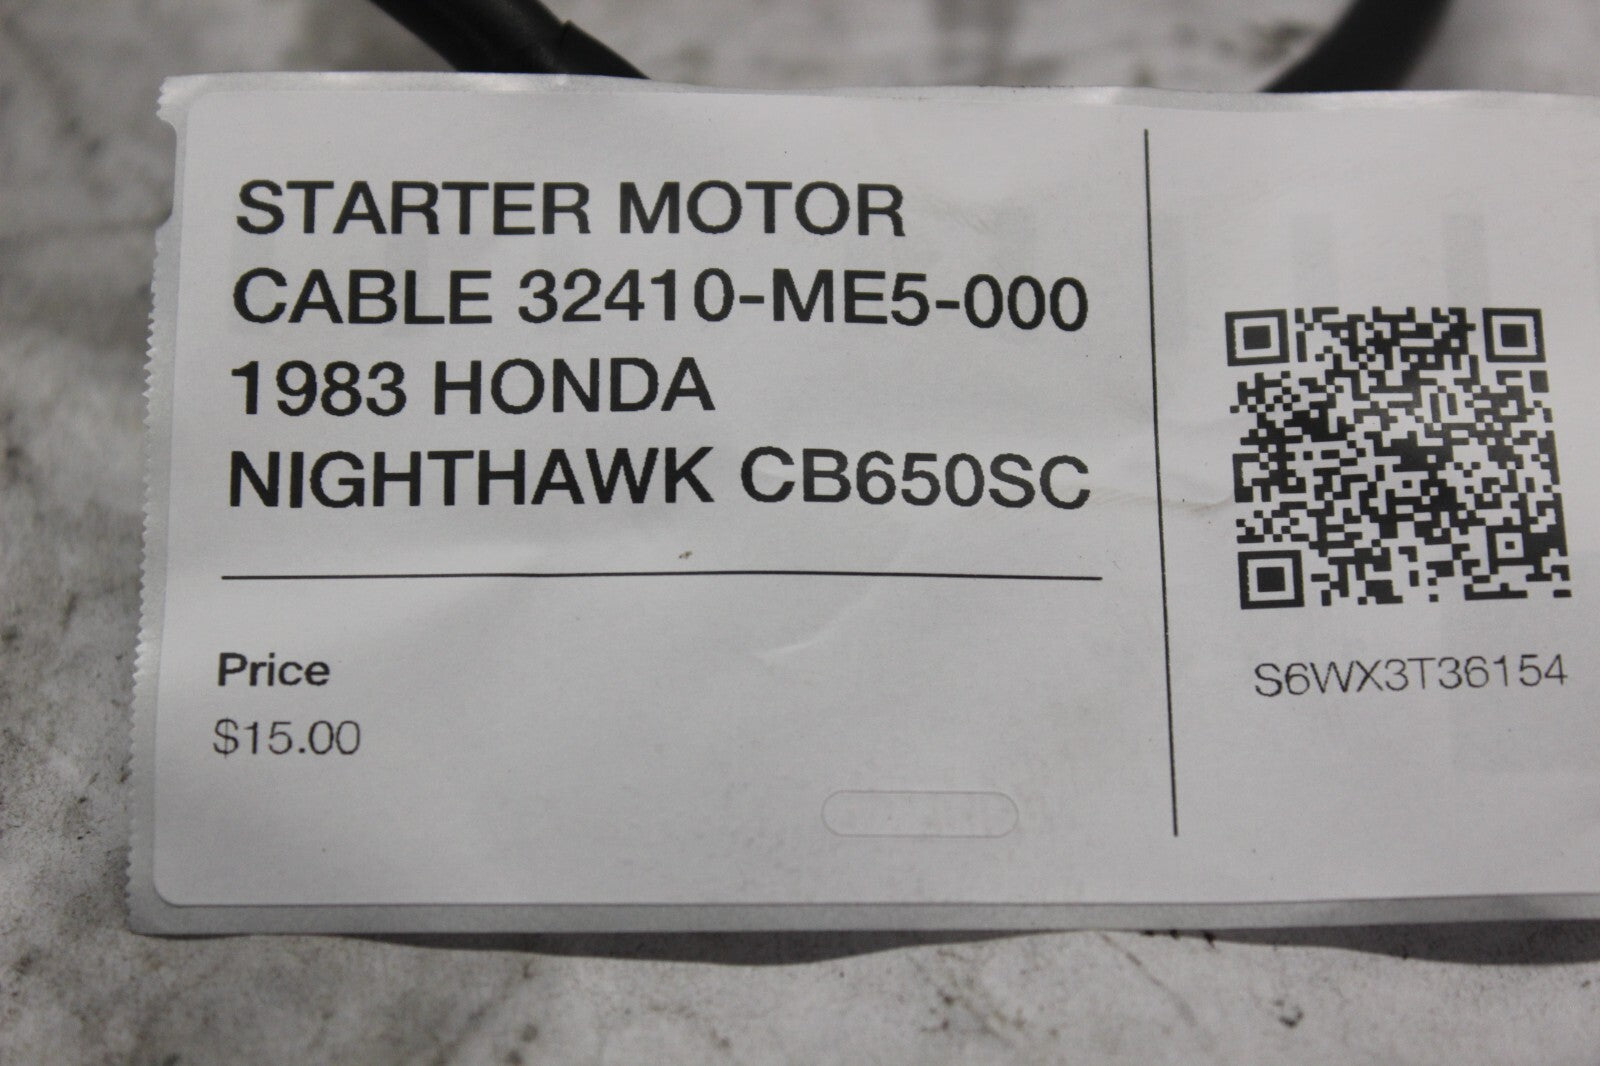 STARTER MOTOR
CABLE 32410-ME5-000
1983 HONDA
NIGHTHAWK CB650SC
Price
$15.00
S6WX3T36154